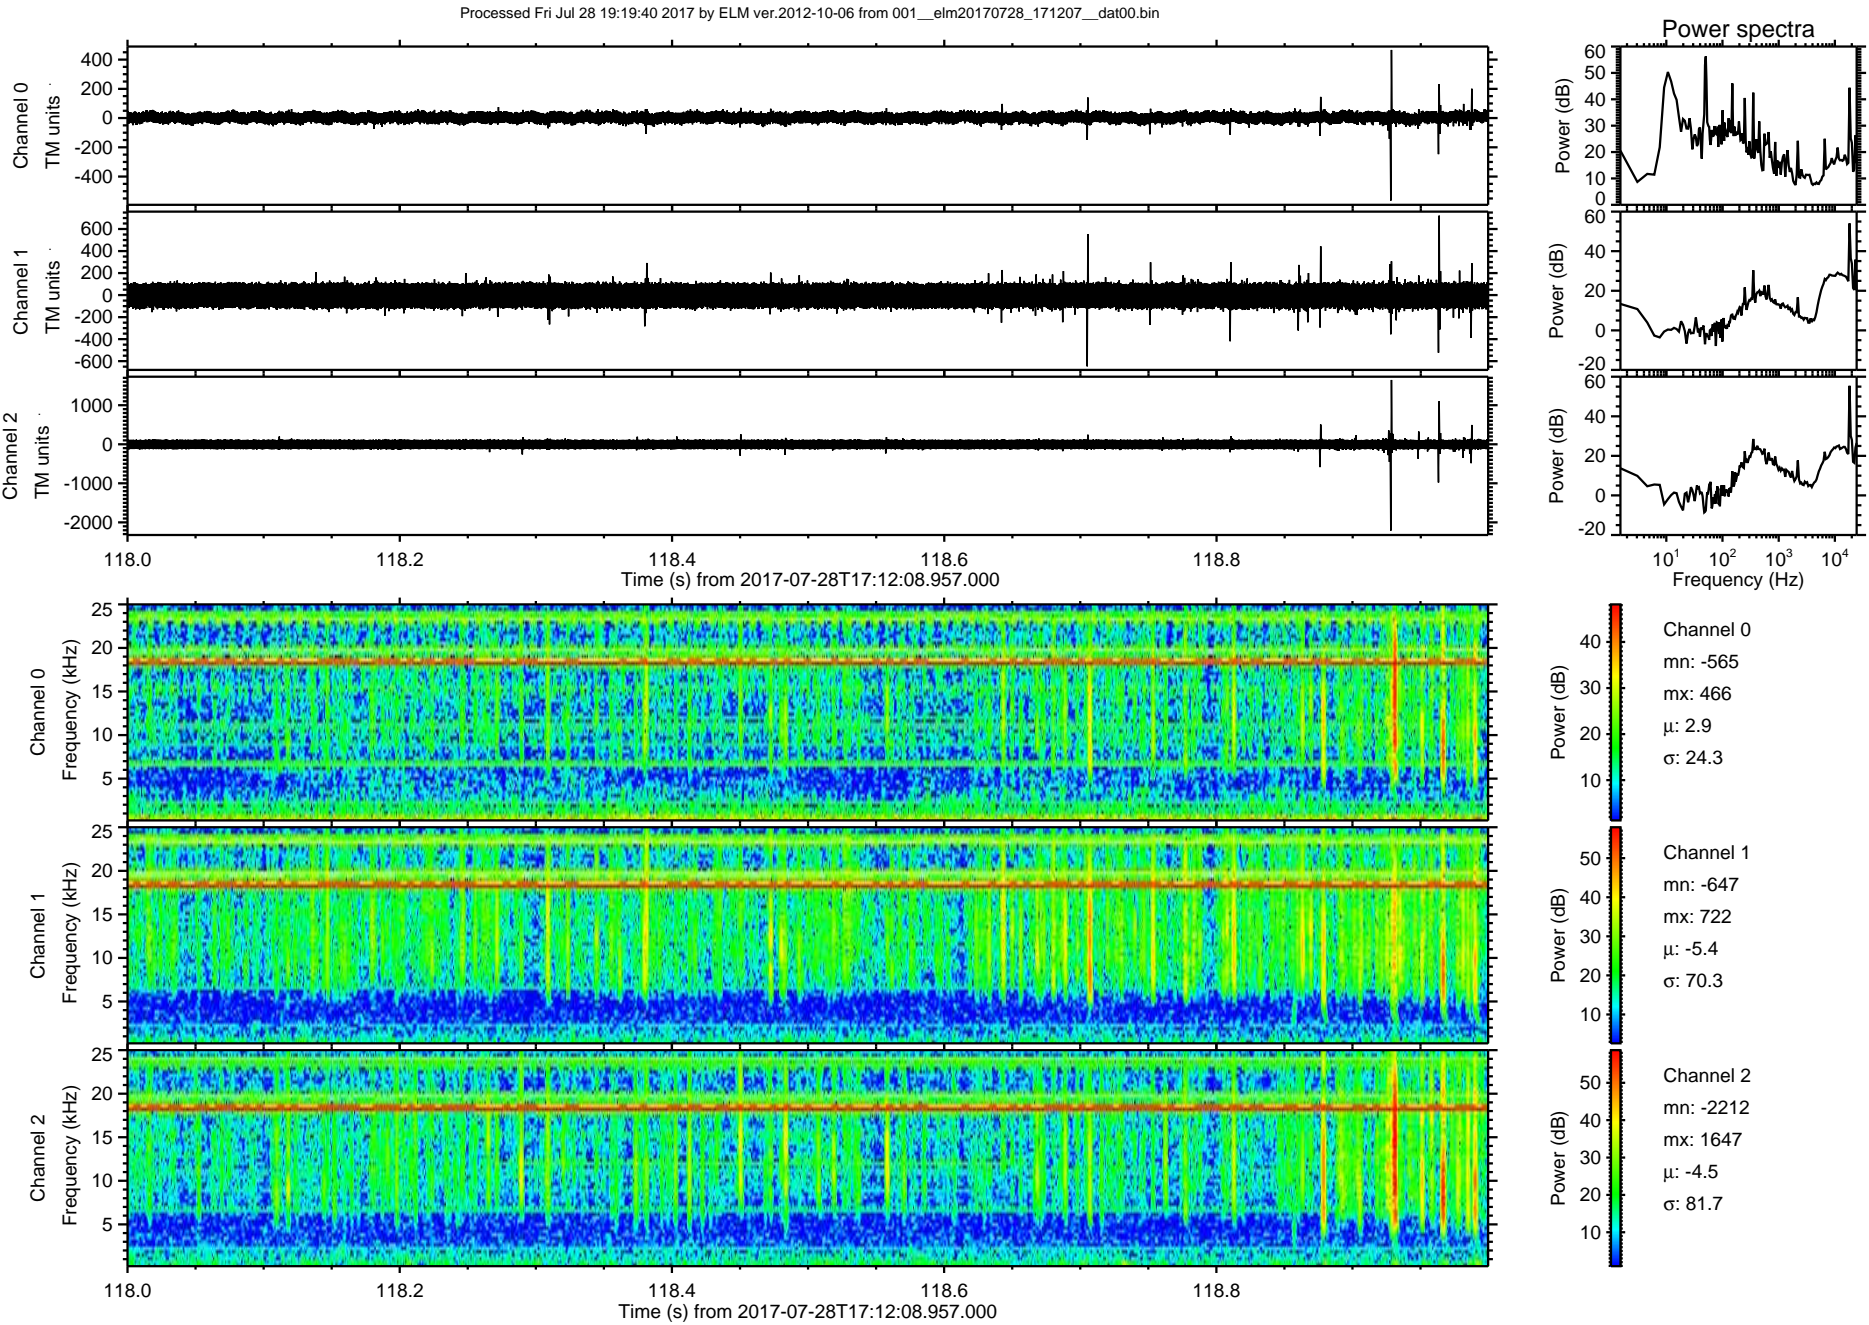 Processed Fri Jul 28 19:19:40 2017 by ELM ver.2012-10-06 from 001__elm20170728_171207__dat00.bin
Power spectra
Channel 0
TM units
400
200
0
-200
-400
Power (dB)
60
50
40
30
20
10
0
Channel 1
TM units
600
400
200
0
-200
-400
-600
Power (dB)
60
40
20
0
-20
Channel 2
TM units
1000
0
-1000
-2000
Power (dB)
60
40
20
0
-20
118.0 118.2 118.4 118.6 118.8
Time (s) from 2017-07-28T17:12:08.957.000
10^1 10^2 10^3 10^4
Frequency (Hz)
Channel 0
Frequency (kHz)
25
20
15
10
5
Power (dB)
40
30
20
10
Channel 0
mn: -565
mx: 466
μ: 2.9
σ: 24.3
Channel 1
Frequency (kHz)
25
20
15
10
5
Power (dB)
50
40
30
20
10
Channel 1
mn: -647
mx: 722
μ: -5.4
σ: 70.3
Channel 2
Frequency (kHz)
25
20
15
10
5
Power (dB)
50
40
30
20
10
Channel 2
mn: -2212
mx: 1647
μ: -4.5
σ: 81.7
118.0 118.2 118.4 118.6 118.8
Time (s) from 2017-07-28T17:12:08.957.000